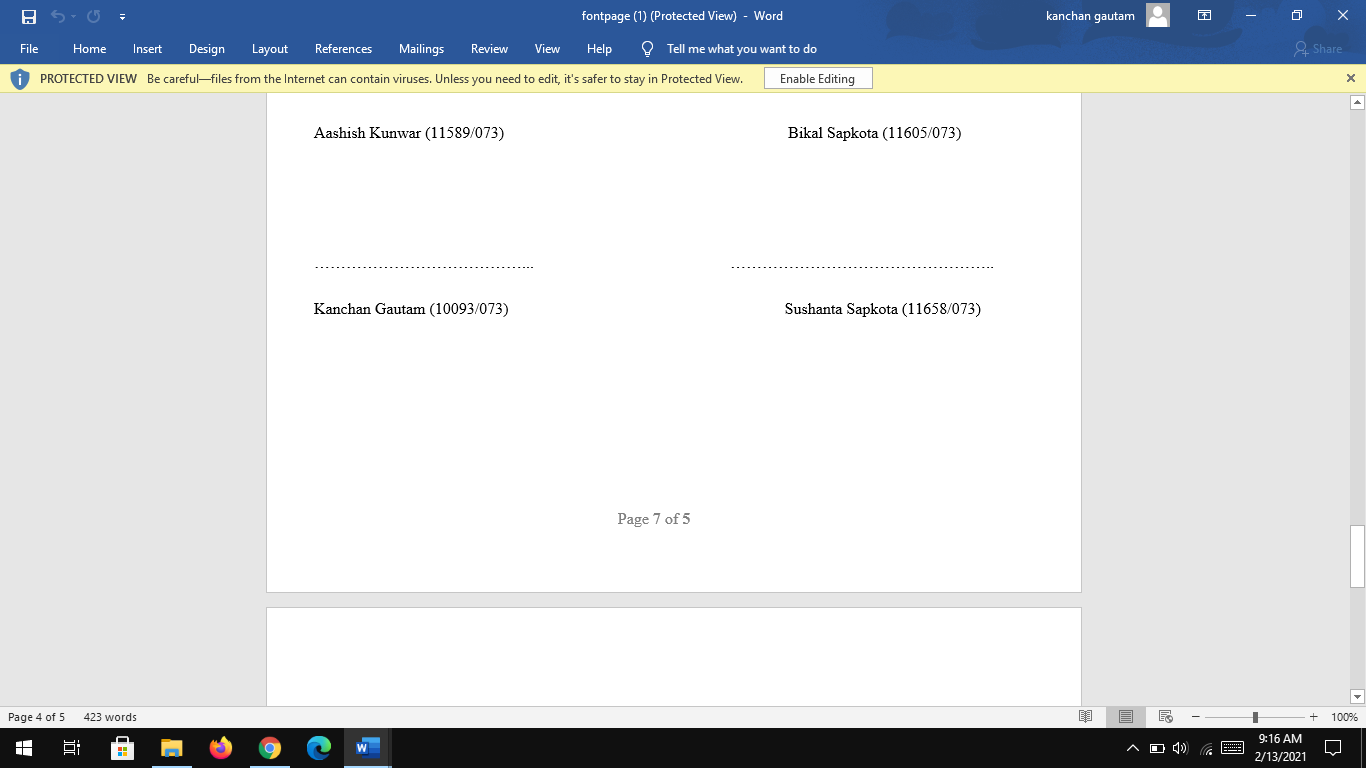 fontpage (1) (Protected View) - Word
kanchan gautam
File Home Insert Design Layout References Mailings Review View Help Tell me what you want to do Share
PROTECTED VIEW Be careful—files from the Internet can contain viruses. Unless you need to edit, it's safer to stay in Protected View. Enable Editing
Aashish Kunwar (11589/073) Bikal Sapkota (11605/073)
…………………………………... …………………………………………..
Kanchan Gautam (10093/073) Sushanta Sapkota (11658/073)
Page 7 of 5
Page 4 of 5 423 words 100%
9:16 AM
2/13/2021